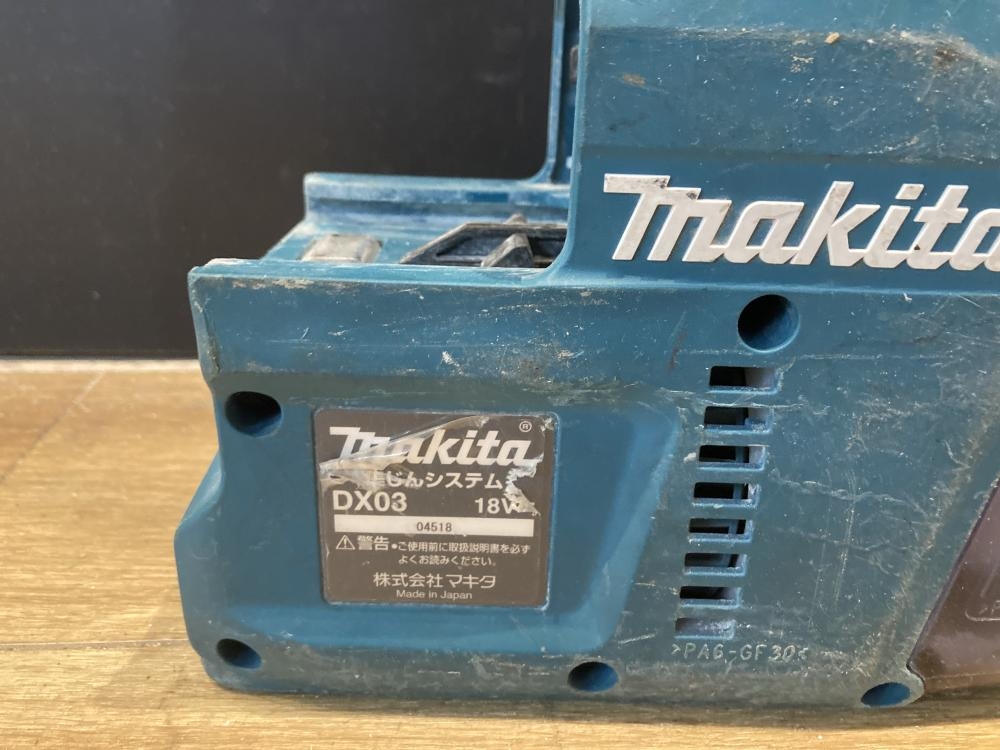 makita
makita®
じんシステム
DX03 18V
04518
⚠警告 •ご使用前に取扱説明書を必ず
よくお読みください。
株式会社 マキタ
Made in Japan
>PA6-GF30<